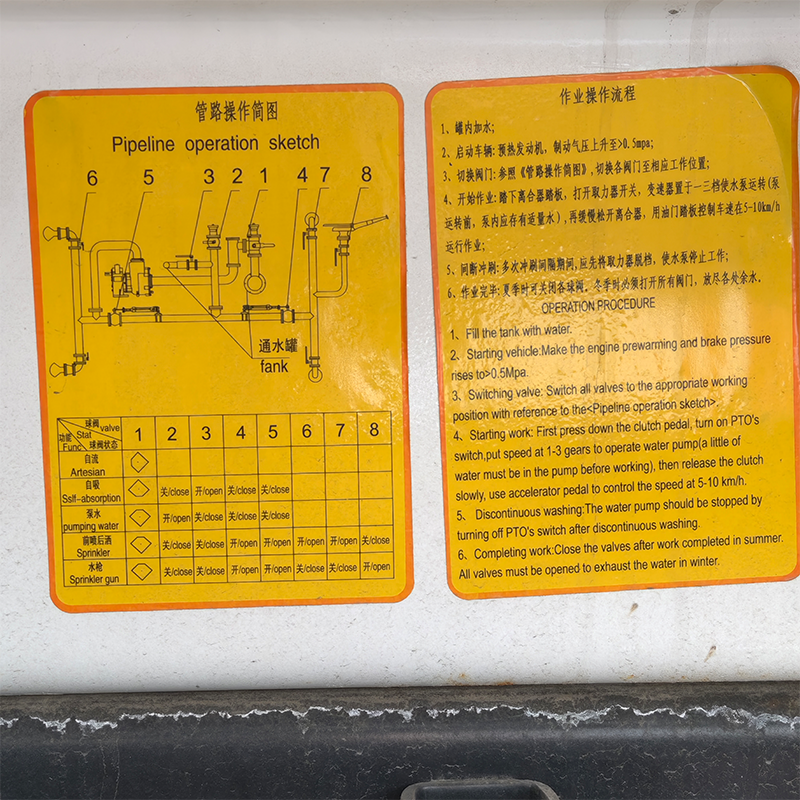 管路操作简图
Pipeline operation sketch
6 5 3 2 1 4 7 8
通水罐
fank
球阀 valve
功能 Stat
Func 球阀状态
1 2 3 4 5 6 7 8
自流
Artesian
自吸
Sslf-absorption 关/close 开/open 关/close 关/close
泵水
pumping water 开/open 关/close 关/close 关/close
前喷后洒
Sprinkler 关/close 关/close 开/open 开/open 开/open 开/open 关/close
水枪
Sprinkler gun 关/close 关/close 开/open 开/open 关/close 关/close 开/open
作业操作流程
1、罐内加水;
2、启动车辆: 预热发动机, 制动气压上升至>0.5mpa;
3、切换阀门: 参照《管路操作简图》, 切换各阀门至相应工作位置;
4、开始作业: 踏下离合器踏板, 打开取力器开关, 变速器置于一三档使水泵运转(泵
运转前, 泵内应存有适量水), 再缓慢松开离合器, 用油门踏板控制车速在5-10km/h
运行作业;
5、间断冲刷: 多次冲刷间隔期间, 应先将取力器脱档, 使水泵停止工作;
6、作业完毕: 夏季时可关闭各球阀. 冬季时必须打开所有阀门, 放尽各处余水.
OPERATION PROCEDURE
1、Fill the tank with water.
2、Starting vehicle:Make the engine prewarming and brake pressure
rises to>0.5Mpa.
3、Switching valve: Switch all valves to the appropriate working
position with reference to the<Pipeline operation sketch>.
4、Starting work: First press down the clutch pedal, turn on PTO's
switch,put speed at 1-3 gears to operate water pump(a little of
water must be in the pump before working), then release the clutch
slowly, use accelerator pedal to control the speed at 5-10 km/h.
5、Discontinuous washing:The water pump should be stopped by
turning off PTO's switch after discontinuous washing.
6、Completing work:Close the valves after work completed in summer.
All valves must be opened to exhaust the water in winter.